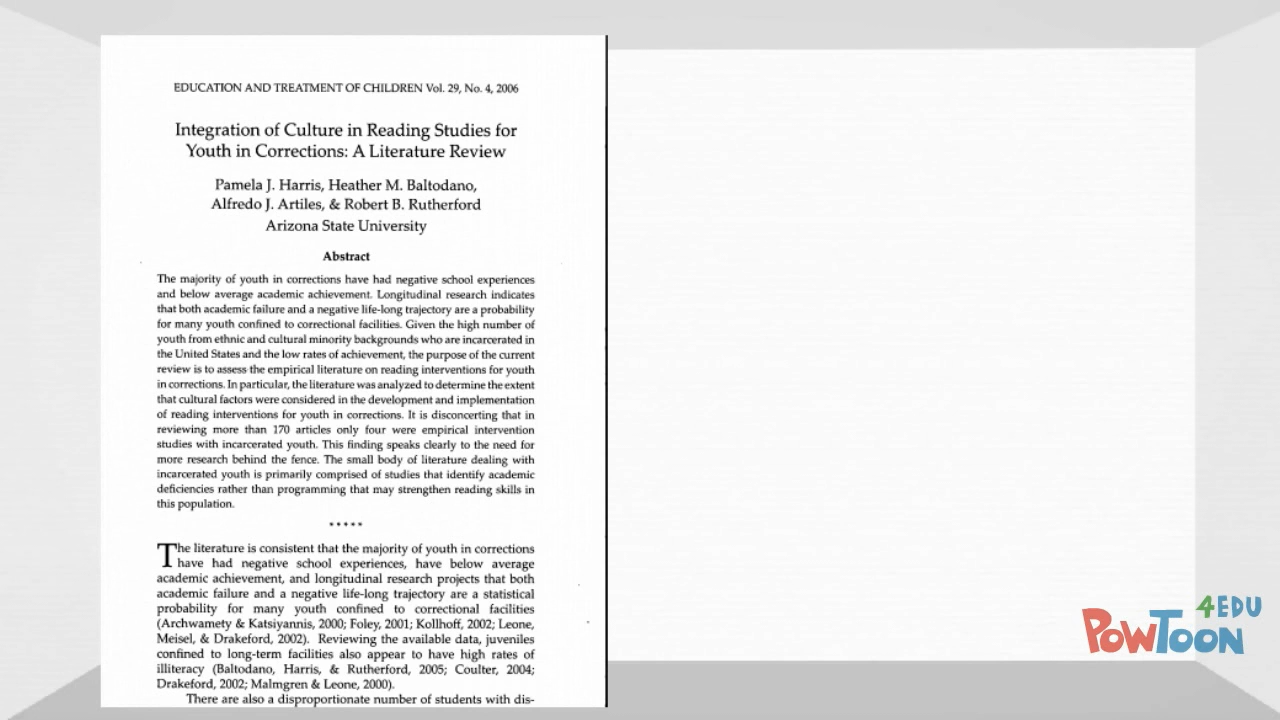 EDUCATION AND TREATMENT OF CHILDREN Vol. 29, No. 4, 2006
Integration of Culture in Reading Studies for
Youth in Corrections: A Literature Review
Pamela J. Harris, Heather M. Baltodano,
Alfredo J. Artiles, & Robert B. Rutherford
Arizona State University
Abstract
The majority of youth in corrections have had negative school experiences
and below average academic achievement. Longitudinal research indicates
that both academic failure and a negative life-long trajectory are a probability
for many youth confined to correctional facilities. Given the high number of
youth from ethnic and cultural minority backgrounds who are incarcerated in
the United States and the low rates of achievement, the purpose of the current
review is to assess the empirical literature on reading interventions for youth
in corrections. In particular, the literature was analyzed to determine the extent
that cultural factors were considered in the development and implementation
of reading interventions for youth in corrections. It is disconcerting that in
reviewing more than 170 articles only four were empirical intervention
studies with incarcerated youth. This finding speaks clearly to the need for
more research behind the fence. The small body of literature dealing with
incarcerated youth is primarily comprised of studies that identify academic
deficiencies rather than programming that may strengthen reading skills in
this population.
*****
The literature is consistent that the majority of youth in corrections
have had negative school experiences, have below average
academic achievement, and longitudinal research projects that both
academic failure and a negative life-long trajectory are a statistical
probability for many youth confined to correctional facilities
(Archwamety & Katsiyannis, 2000; Foley, 2001; Kollhoff, 2002; Leone,
Meisel, & Drakeford, 2002). Reviewing the available data, juveniles
confined to long-term facilities also appear to have high rates of
illiteracy (Baltodano, Harris, & Rutherford, 2005; Coulter, 2004;
Drakeford, 2002; Malmgren & Leone, 2000).
There are also a disproportionate number of students with dis-
4EDU
POWTOON